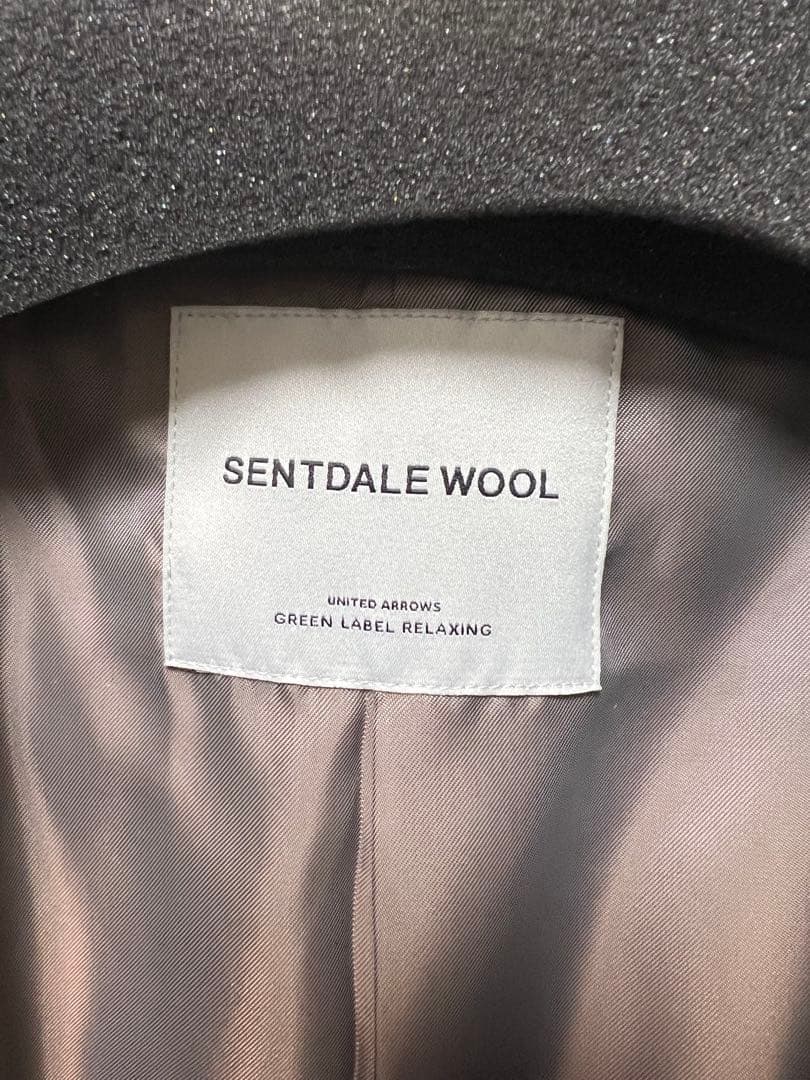 SENTDALE WOOL
UNITED ARROWS
GREEN LABEL RELAXING